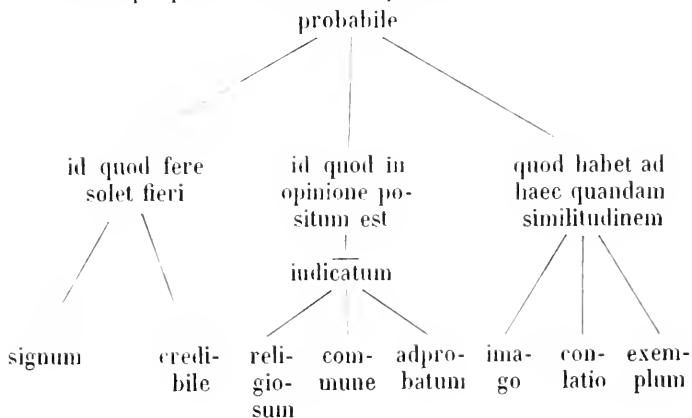 probabile
id quod fere
solet fieri
id quod in
opinione po-
situm est
quod habet ad
haec quandam
similitudinem
iudicatum
signum
credi-
bile
reli-
gio-
sum
com-
mune
adpro-
batum
ima-
go
con-
latio
exem-
plum